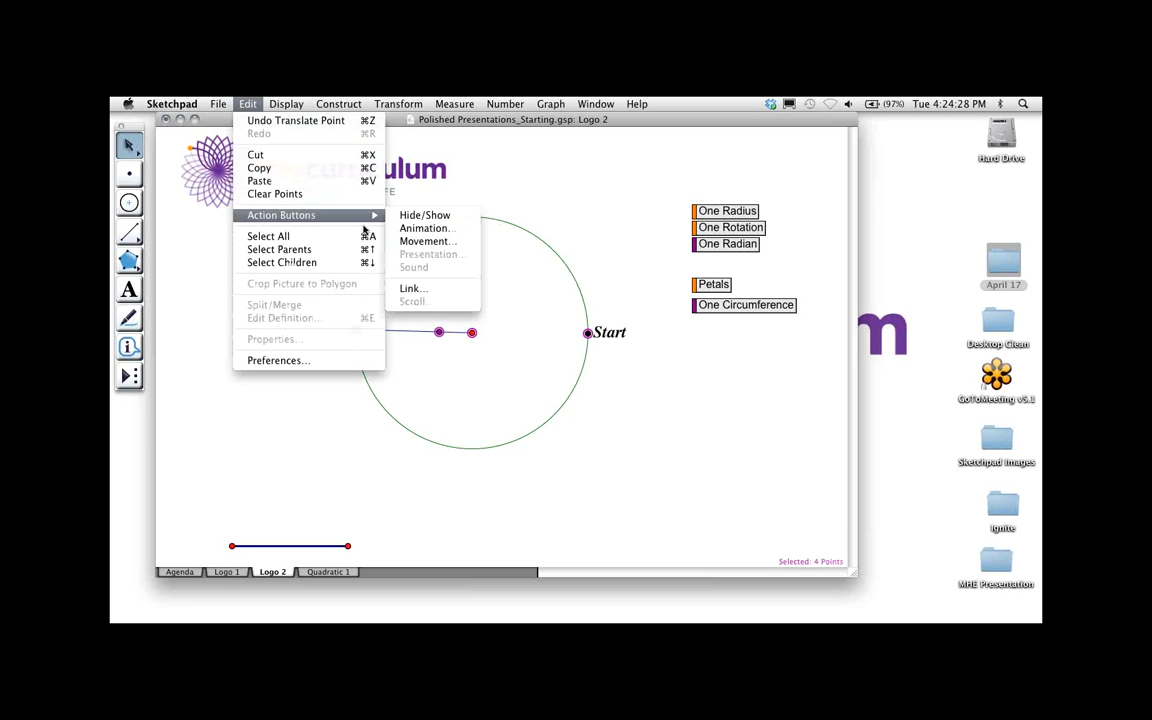 Sketchpad File Edit Display Construct Transform Measure Number Graph Window Help (97%) Tue 4:24:28 PM
Polished Presentations_Starting.gsp: Logo 2
Undo Translate Point ⌘Z
Redo ⌘R
Cut ⌘X
Copy ⌘C
Paste ⌘V
Clear Points
Action Buttons
Select All ⌘A
Select Parents ⌘↑
Select Children ⌘↓
Crop Picture to Polygon
Split/Merge
Edit Definition... ⌘E
Properties...
Preferences...
Hide/Show
Animation...
Movement...
Presentation...
Sound
Link...
Scroll
One Radius
One Rotation
One Radian
Petals
One Circumference
Start
A
Selected: 4 Points
Agenda Logo 1 Logo 2 Quadratic 1
Hard Drive
April 17
Desktop Clean
GoToMeeting v5.1
Sketchpad Images
Ignite
MHE Presentation